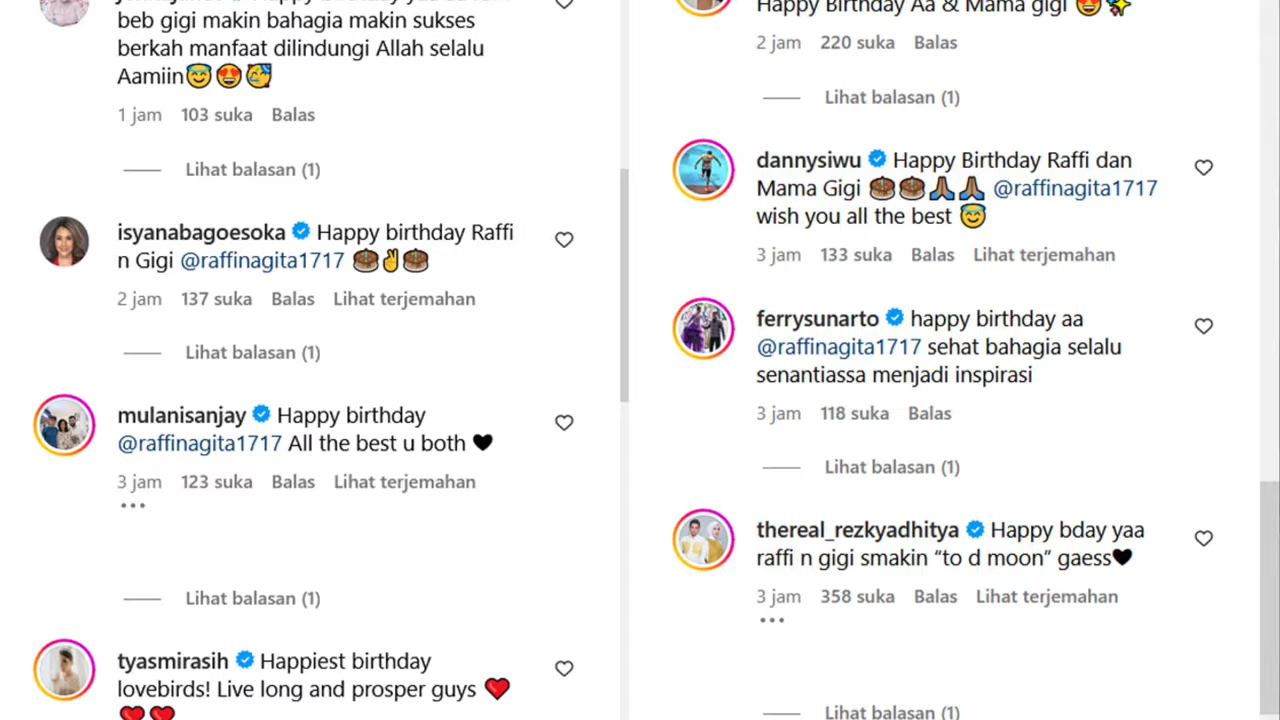 beb gigi makin bahagia makin sukses
berkah manfaat dilindungi Allah selalu
Aamiin😇😍🥳
1 jam 103 suka Balas
Lihat balasan (1)
isyanabagoesoka Happy birthday Raffi
n Gigi @raffinagita1717 🎂✌️🎂
2 jam 137 suka Balas Lihat terjemahan
Lihat balasan (1)
mulanisanjay Happy birthday
@raffinagita1717 All the best u both 🖤
3 jam 123 suka Balas Lihat terjemahan
•••
Lihat balasan (1)
tyasmirasih Happiest birthday
lovebirds! Live long and prosper guys ❤️
❤️❤️
Happy Birthday Aa & Mama gigi 😍✨
2 jam 220 suka Balas
Lihat balasan (1)
dannysiwu Happy Birthday Raffi dan
Mama Gigi 🎂🎂🙏🏽🙏🏽 @raffinagita1717
wish you all the best 😇
3 jam 133 suka Balas Lihat terjemahan
ferrysunarto happy birthday aa
@raffinagita1717 sehat bahagia selalu
senantiassa menjadi inspirasi
3 jam 118 suka Balas
Lihat balasan (1)
thereal_rezkyadhitya Happy bday yaa
raffi n gigi smakin “to d moon” gaess🖤
3 jam 358 suka Balas Lihat terjemahan
•••
Lihat balasan (1)